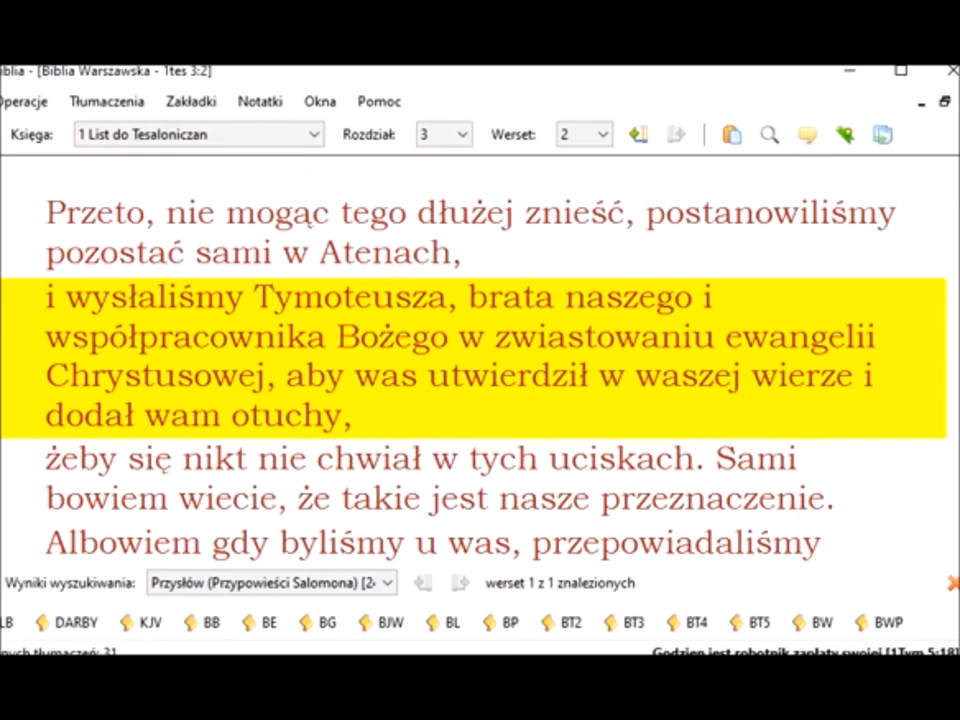 iblia - [Biblia Warszawska - 1tes 3:2]
Operacje Tłumaczenia Zakładki Notatki Okna Pomoc
Księga: 1 List do Tesaloniczan Rozdział: 3 Werset: 2
Przeto, nie mogąc tego dłużej znieść, postanowiliśmy
pozostać sami w Atenach,
i wysłaliśmy Tymoteusza, brata naszego i
współpracownika Bożego w zwiastowaniu ewangelii
Chrystusowej, aby was utwierdził w waszej wierze i
dodał wam otuchy,
żeby się nikt nie chwiał w tych uciskach. Sami
bowiem wiecie, że takie jest nasze przeznaczenie.
Albowiem gdy byliśmy u was, przepowiadaliśmy
Wyniki wyszukiwania: Przysłów (Przypowieści Salomona) [2 werset 1 z 1 znalezionych
LB DARBY KJV BB BE BG BJW BL BP BT2 BT3 BT4 BT5 BW BWP
nych tłumaczeń: 31 Godzien jest robotnik zapłaty swojej [1Tym 5:18]